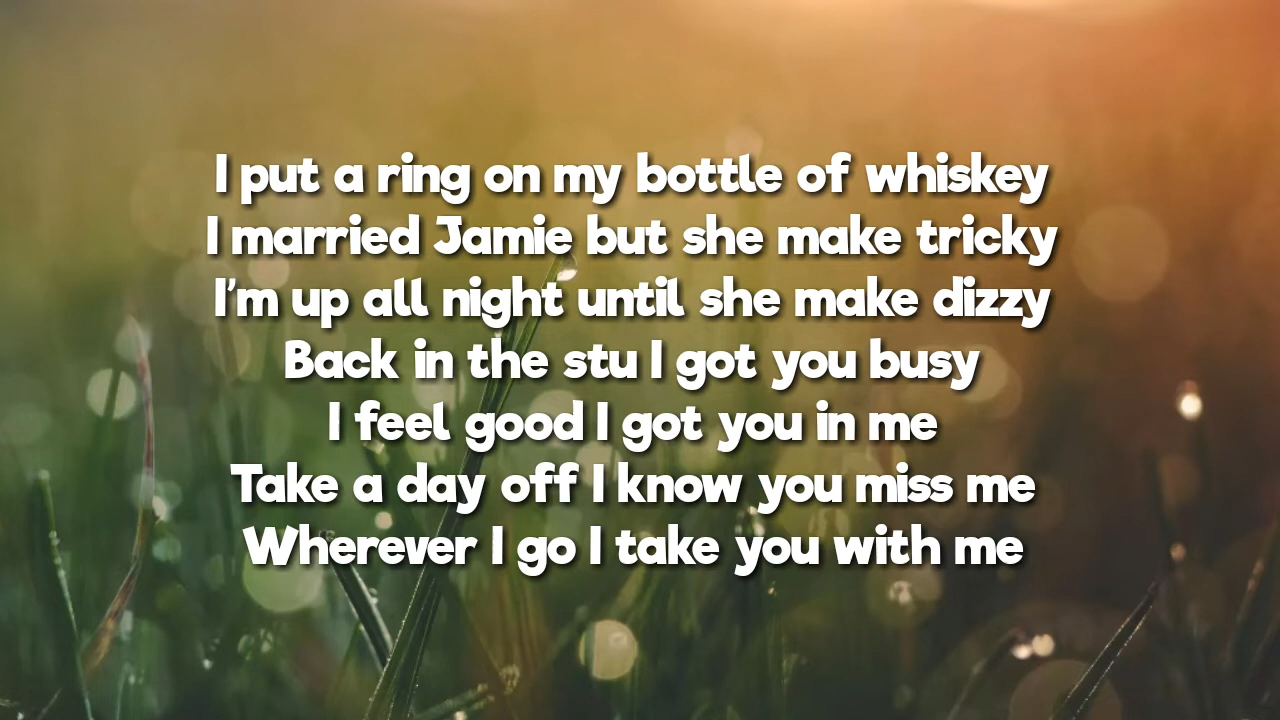 I put a ring on my bottle of whiskey
I married Jamie but she make tricky
I'm up all night until she make dizzy
Back in the stu I got you busy
I feel good I got you in me
Take a day off I know you miss me
Wherever I go I take you with me